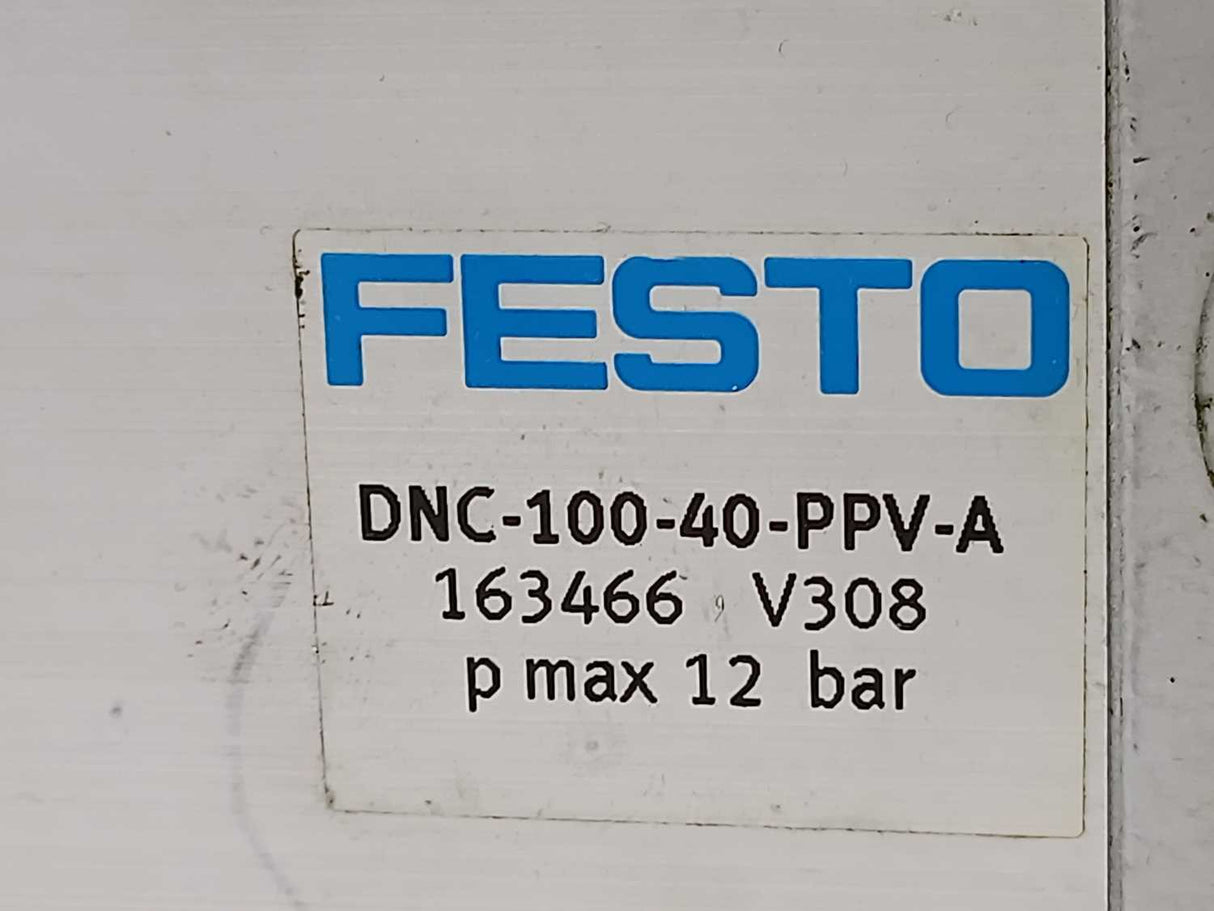 FESTO
DNC-100-40-PPV-A
163466 V308
p max 12 bar